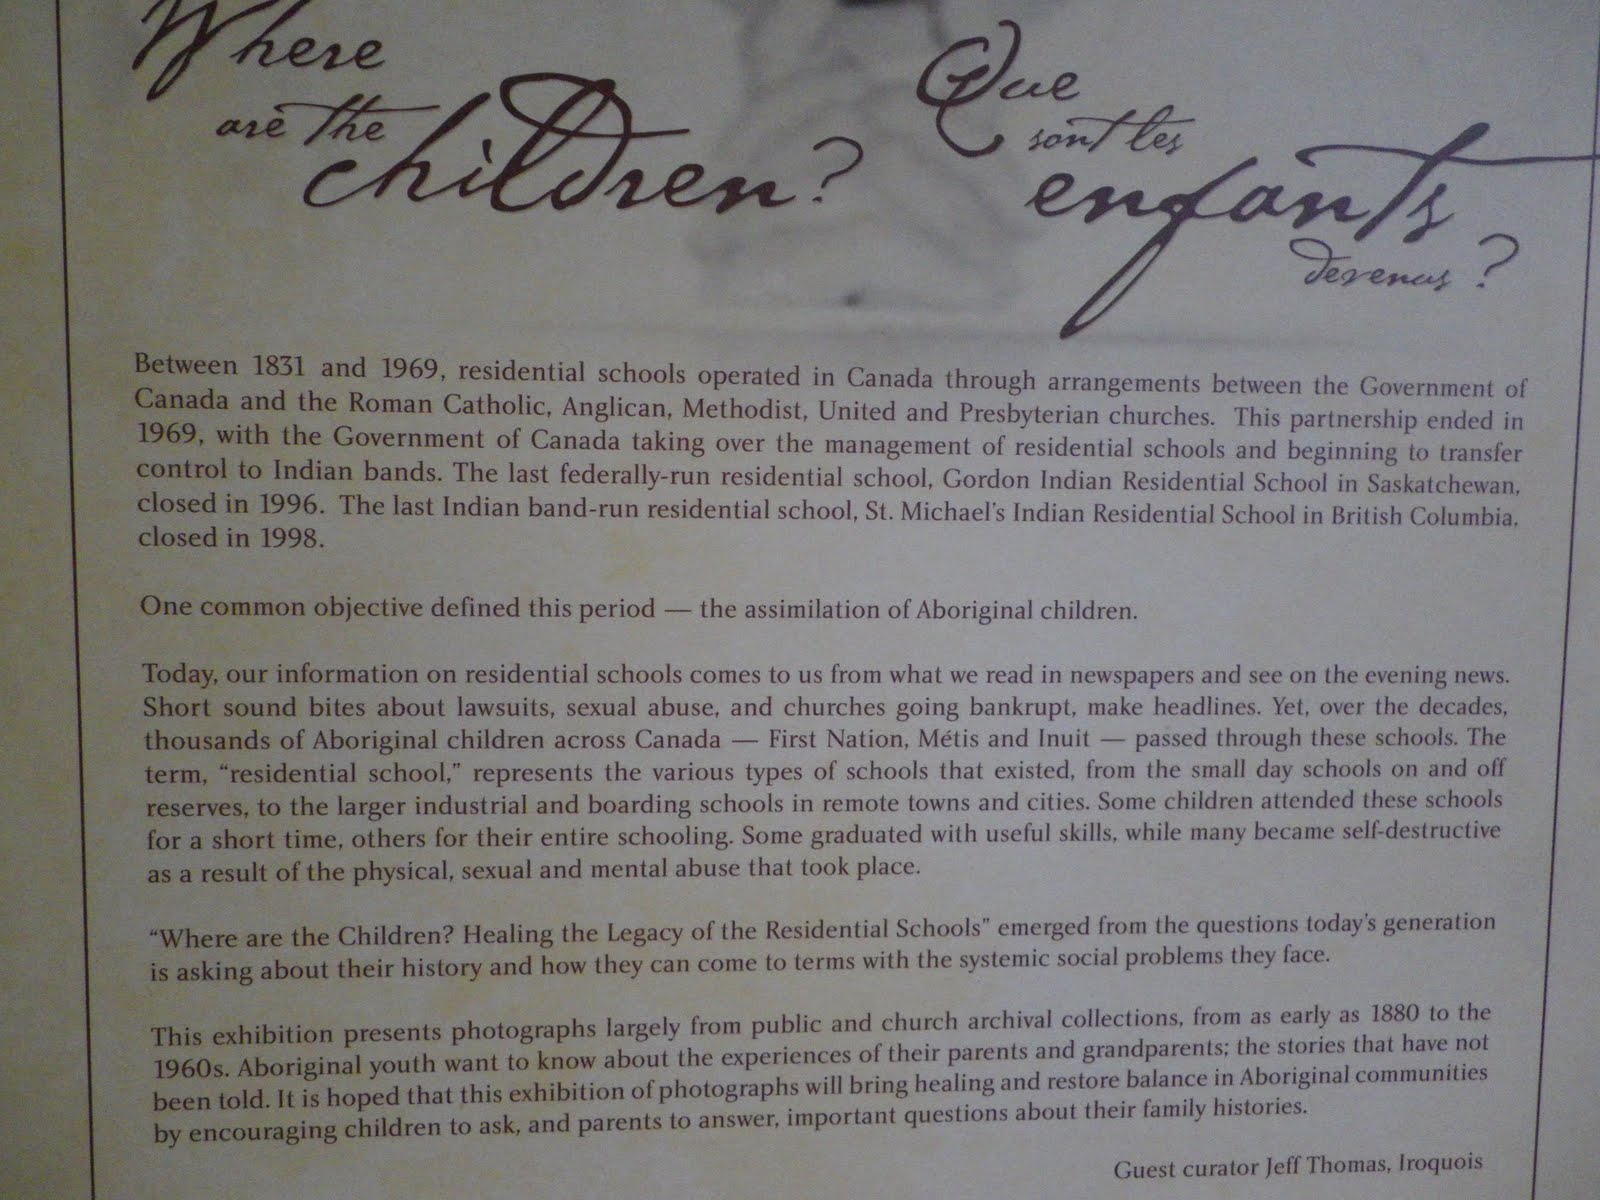 Where
are the
children?
Que
sont les
enfants
devenus?
Between 1831 and 1969, residential schools operated in Canada through arrangements between the Government of
Canada and the Roman Catholic, Anglican, Methodist, United and Presbyterian churches. This partnership ended in
1969, with the Government of Canada taking over the management of residential schools and beginning to transfer
control to Indian bands. The last federally-run residential school, Gordon Indian Residential School in Saskatchewan,
closed in 1996. The last Indian band-run residential school, St. Michael's Indian Residential School in British Columbia,
closed in 1998.
One common objective defined this period — the assimilation of Aboriginal children.
Today, our information on residential schools comes to us from what we read in newspapers and see on the evening news.
Short sound bites about lawsuits, sexual abuse, and churches going bankrupt, make headlines. Yet, over the decades,
thousands of Aboriginal children across Canada — First Nation, Métis and Inuit — passed through these schools. The
term, “residential school,” represents the various types of schools that existed, from the small day schools on and off
reserves, to the larger industrial and boarding schools in remote towns and cities. Some children attended these schools
for a short time, others for their entire schooling. Some graduated with useful skills, while many became self-destructive
as a result of the physical, sexual and mental abuse that took place.
“Where are the Children? Healing the Legacy of the Residential Schools” emerged from the questions today's generation
is asking about their history and how they can come to terms with the systemic social problems they face.
This exhibition presents photographs largely from public and church archival collections, from as early as 1880 to the
1960s. Aboriginal youth want to know about the experiences of their parents and grandparents; the stories that have not
been told. It is hoped that this exhibition of photographs will bring healing and restore balance in Aboriginal communities
by encouraging children to ask, and parents to answer, important questions about their family histories.
Guest curator Jeff Thomas, Iroquois